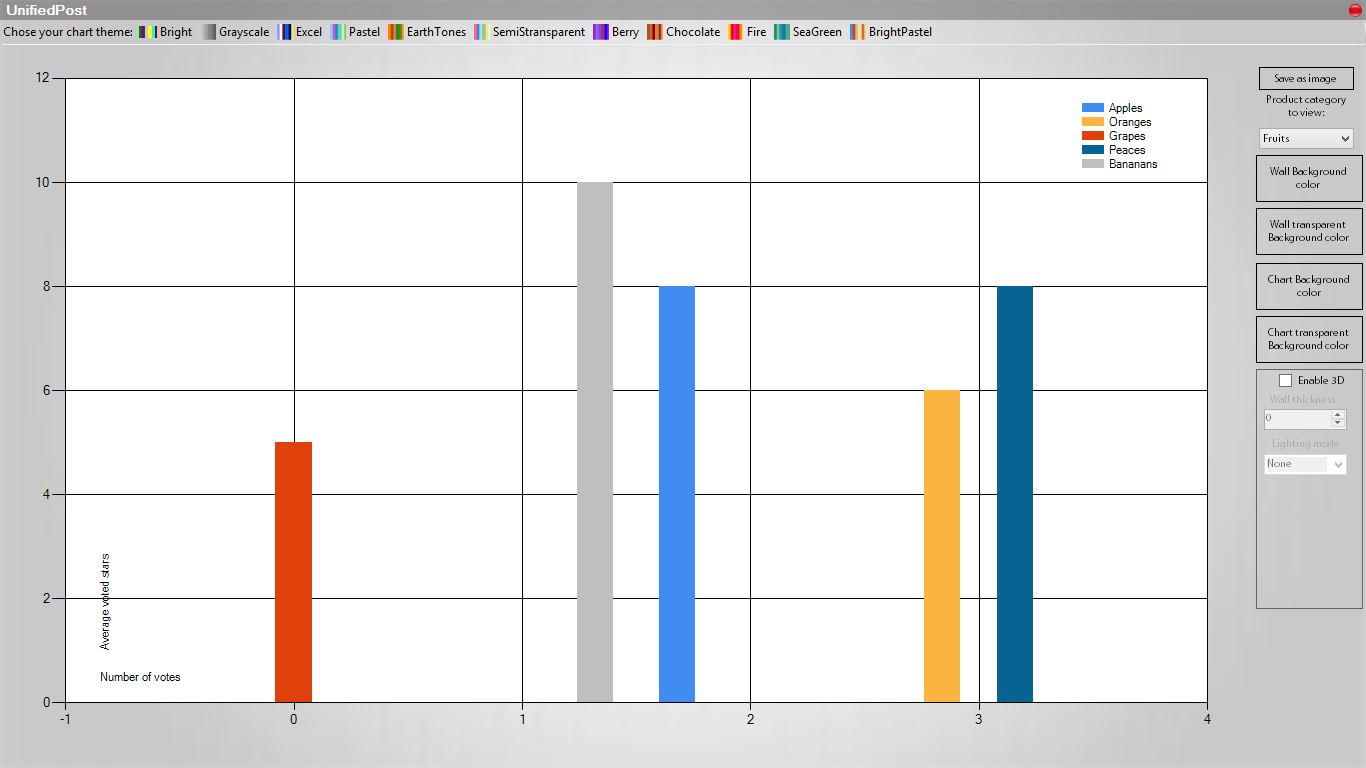 UnifiedPost
Chose your chart theme: Bright Grayscale Excel Pastel EarthTones SemiTransparent Berry Chocolate Fire SeaGreen BrightPastel
12
10
8
6
4
2
0
-1 0 1 2 3 4
Average voted stars
Number of votes
Apples
Oranges
Grapes
Peaces
Bananans
Save as image
Product category
to view:
Fruits
Wall Background
color
Wall transparent
Background color
Chart Background
color
Chart transparent
Background color
Enable 3D
Wall thickness
0
Lighting mode
None